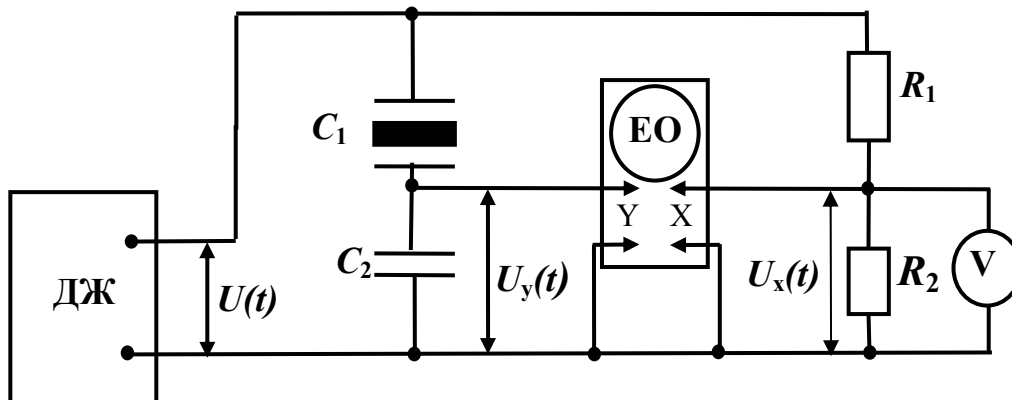 R1
C1
EO
Y X
C2
ДЖ
U(t)
Uy(t)
Ux(t)
R2
V